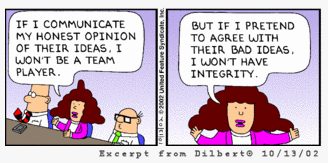 IF I COMMUNICATE
MY HONEST OPINION
OF THEIR IDEAS, I
WON'T BE A TEAM
PLAYER.
©2002 United Feature Syndicate, Inc.
BUT IF I PRETEND
TO AGREE WITH
THEIR BAD IDEAS,
I WON'T HAVE
INTEGRITY.
Excerpt from Dilbert® 10/13/02